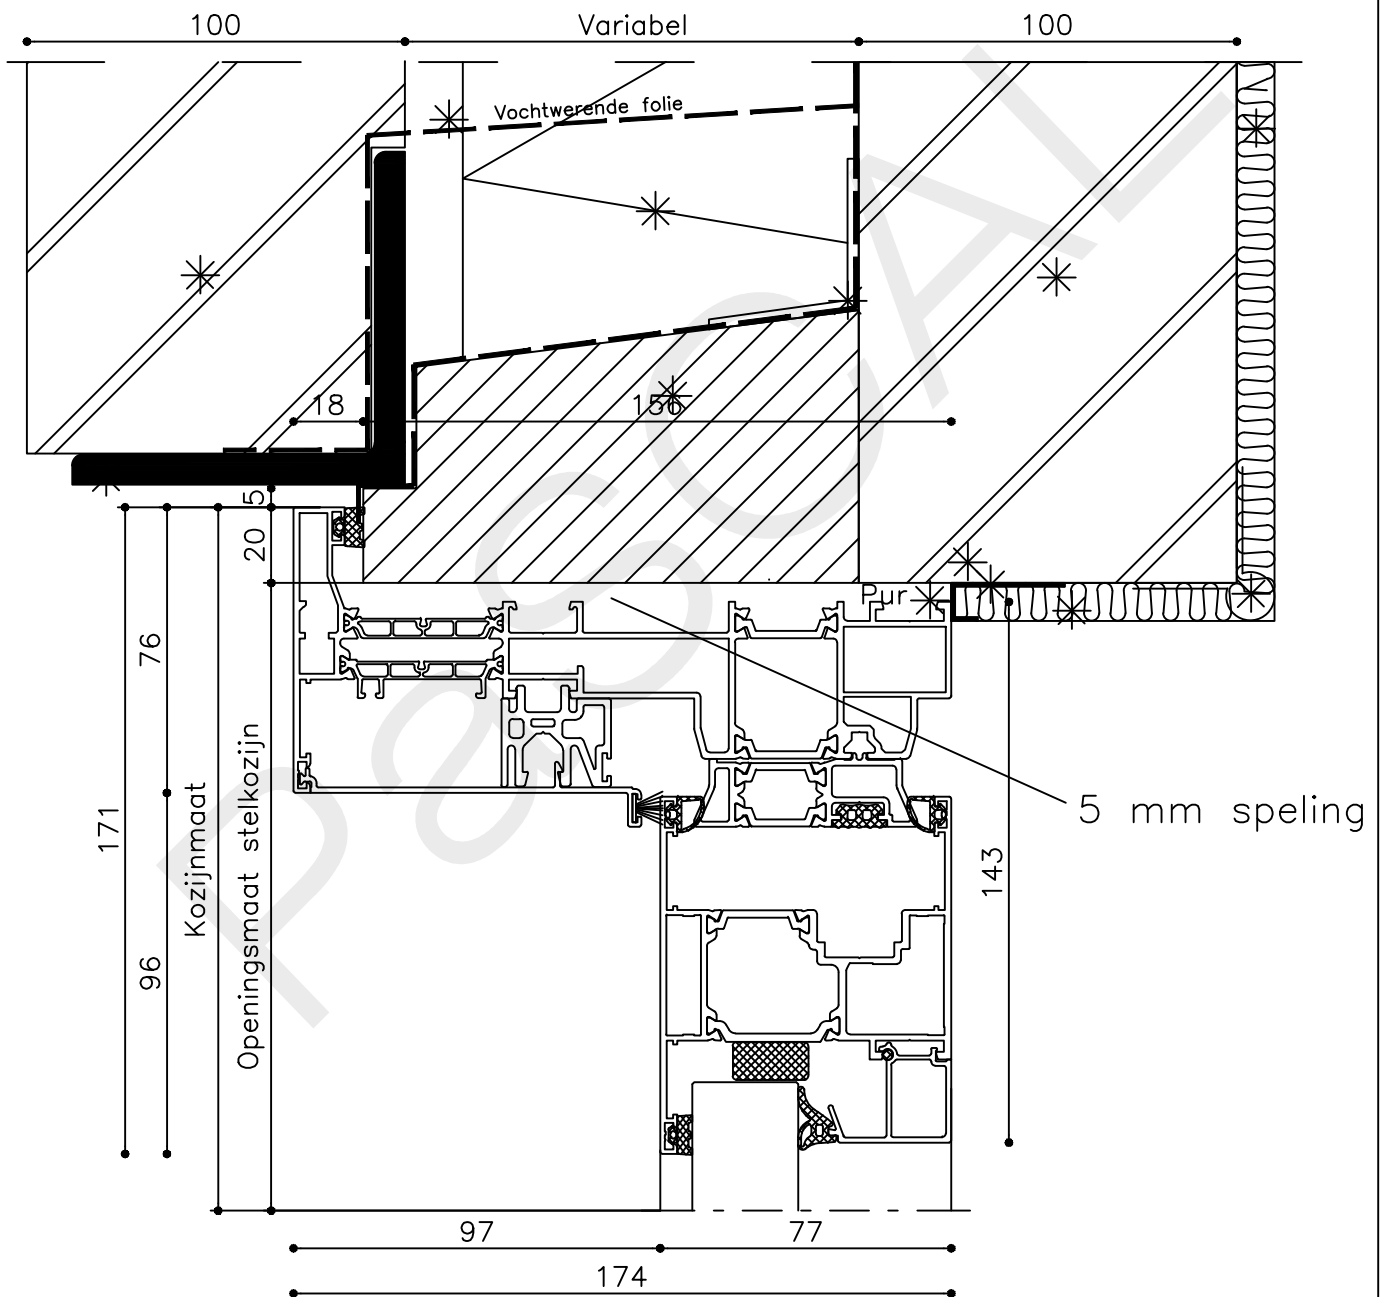 100
Variabel
100
Vochtwerende folie
18
156
5
20
Pur
76
5 mm speling
171
Kozijnmaat
Openingsmaat stelkozijn
143
96
97
77
174
PaSCAL